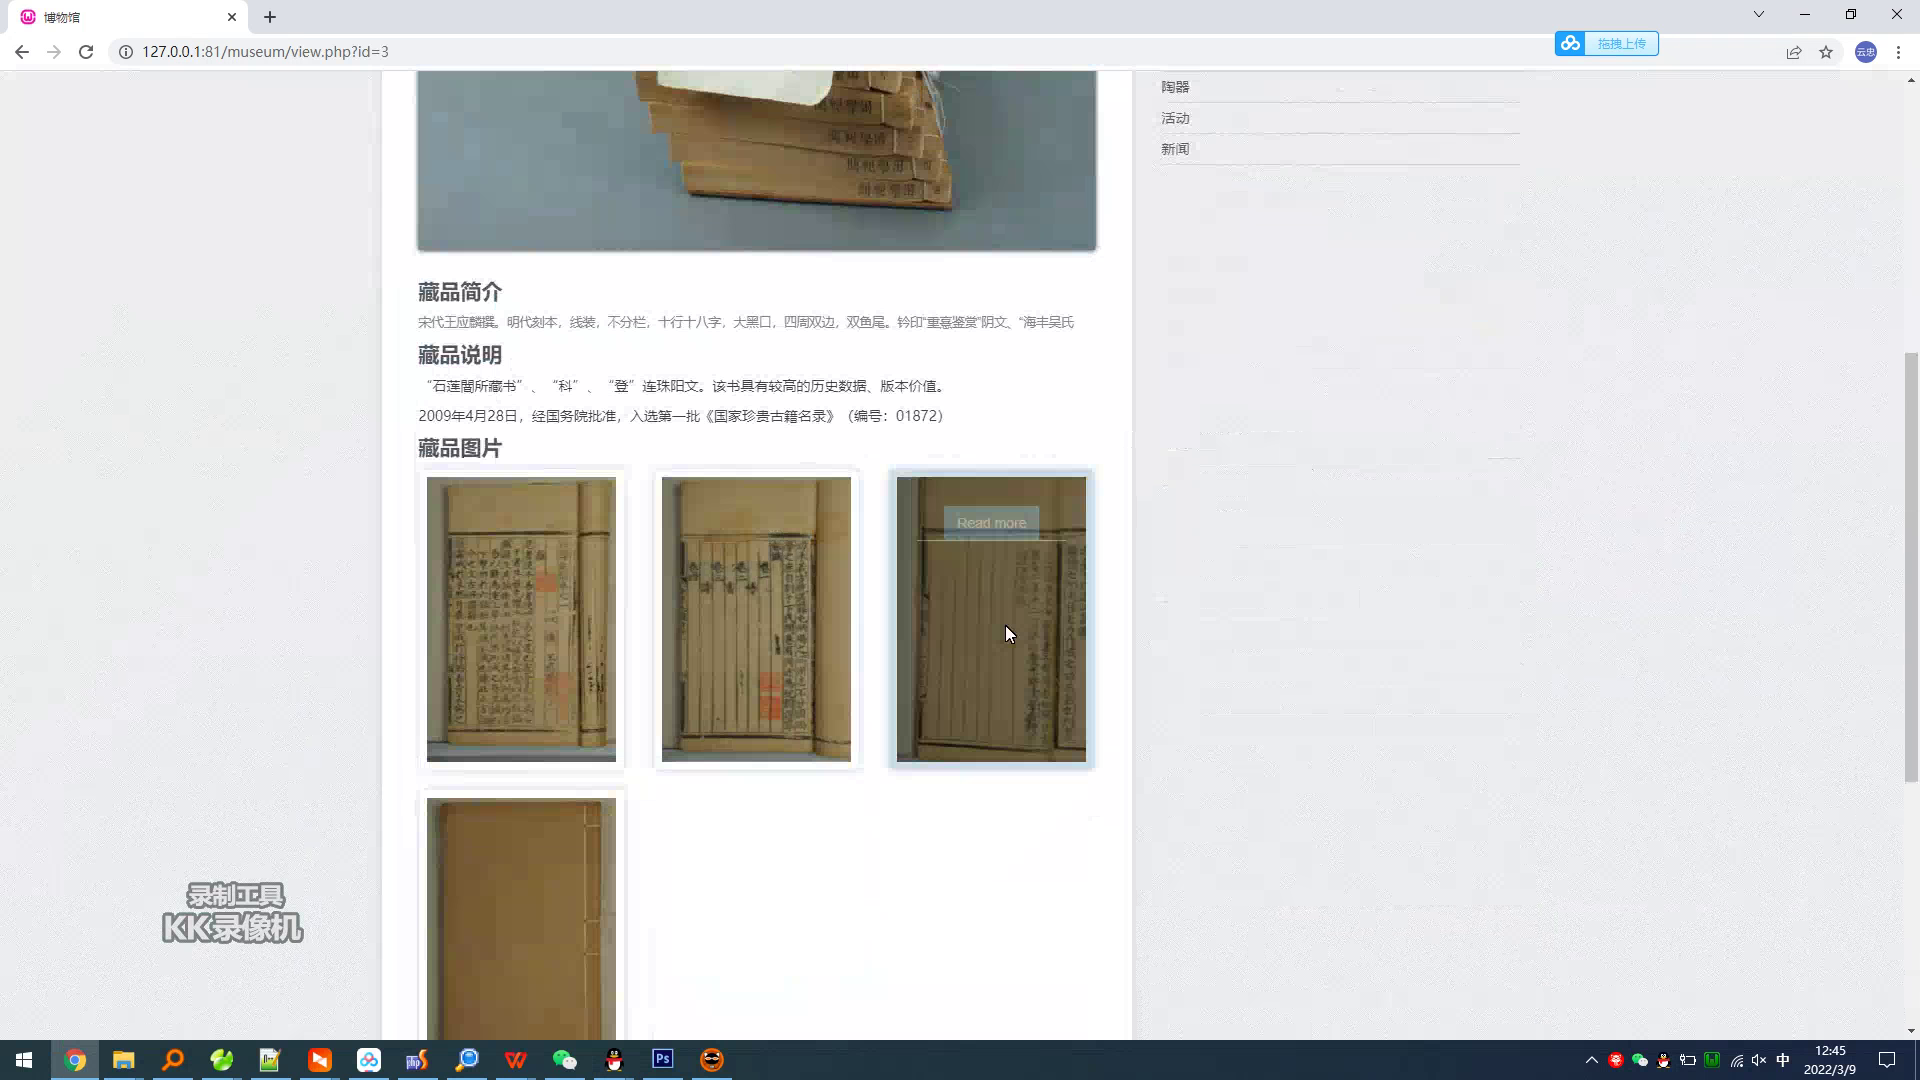 博物馆
127.0.0.1:81/museum/view.php?id=3
拖拽上传
云忠
陶器
活动
新闻
藏品简介
宋代王应麟撰。明代刻本，线装，不分栏，十行十八字，大黑口，四周双边，双鱼尾。钤印“重憙鉴赏”阴文、“海丰吴氏
藏品说明
“石莲闇所藏书”、“科”、“登”连珠阳文。该书具有较高的历史数据、版本价值。
2009年4月28日，经国务院批准，入选第一批《国家珍贵古籍名录》（编号：01872）
藏品图片
Read more
录制工具
KK录像机
php
Ps
中
12:45
2022/3/9